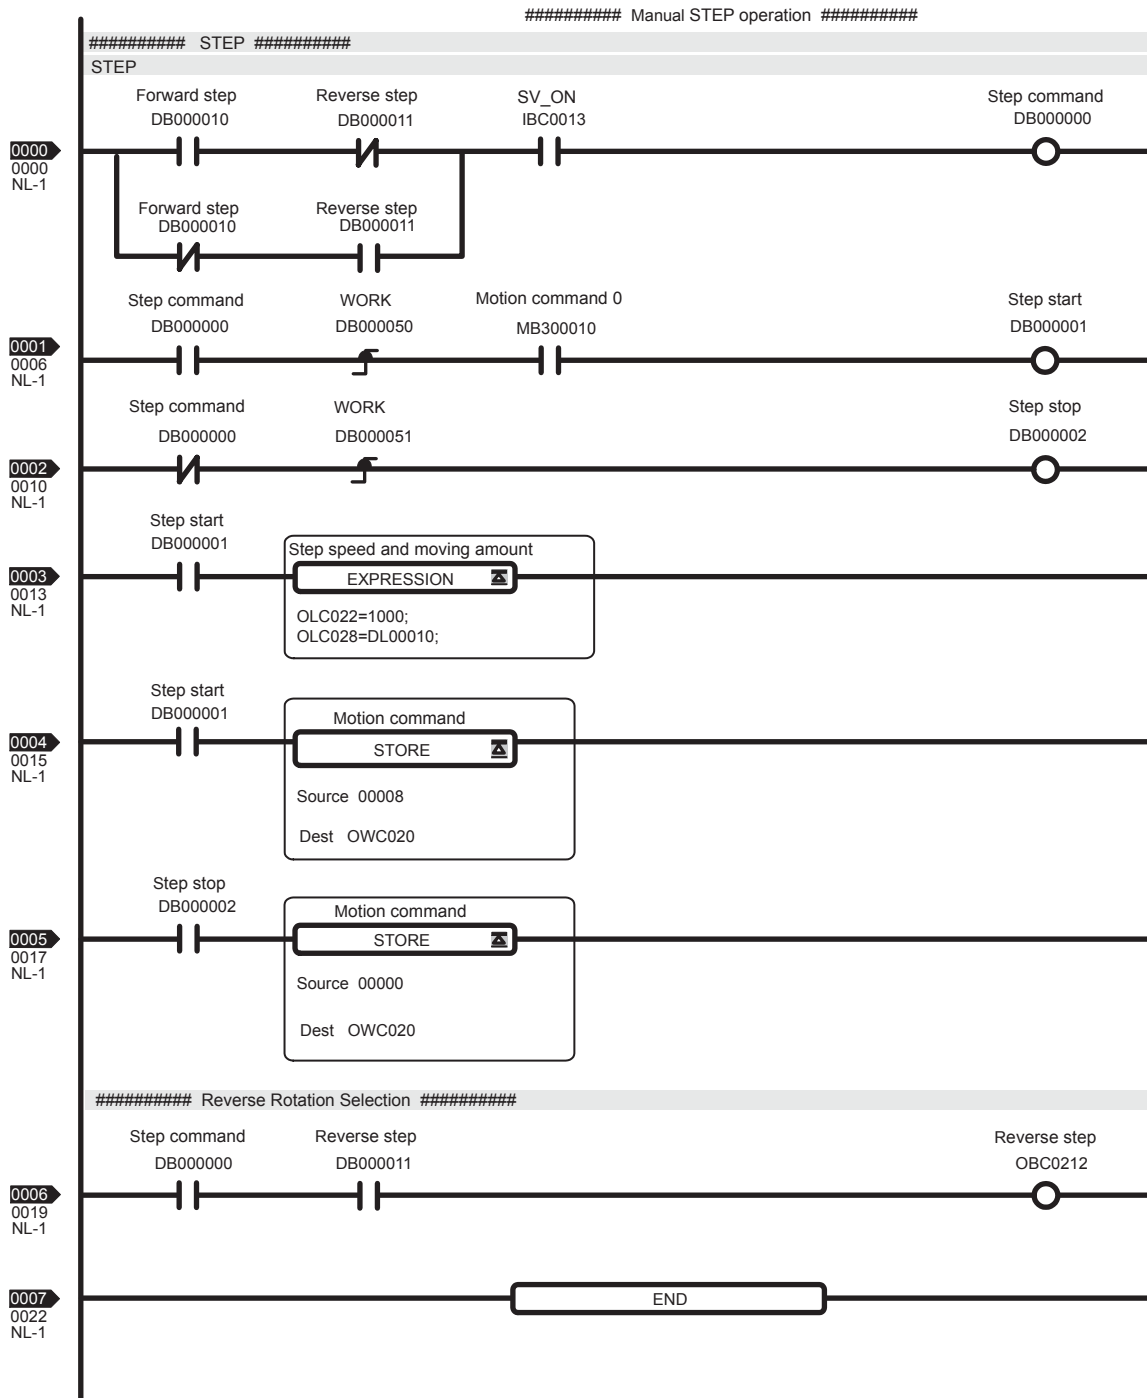 ########## Manual STEP operation ##########
########## STEP ##########
STEP
Forward step Reverse step SV_ON Step command
DB000010 DB000011 IBC0013 DB000000
0000
0000
NL-1
Forward step Reverse step
DB000010 DB000011
Step command WORK Motion command 0 Step start
DB000000 DB000050 MB300010 DB000001
0001
0006
NL-1
Step command WORK Step stop
DB000000 DB000051 DB000002
0002
0010
NL-1
Step start
DB000001
Step speed and moving amount
0003
EXPRESSION
0013
NL-1
OLC022=1000;
OLC028=DL00010;
Step start
DB000001
Motion command
0004
STORE
0015
NL-1
Source 00008
Dest OWC020
Step stop
DB000002
Motion command
0005
STORE
0017
NL-1
Source 00000
Dest OWC020
########## Reverse Rotation Selection ##########
Step command Reverse step Reverse step
DB000000 DB000011 OBC0212
0006
0019
NL-1
0007
END
0022
NL-1